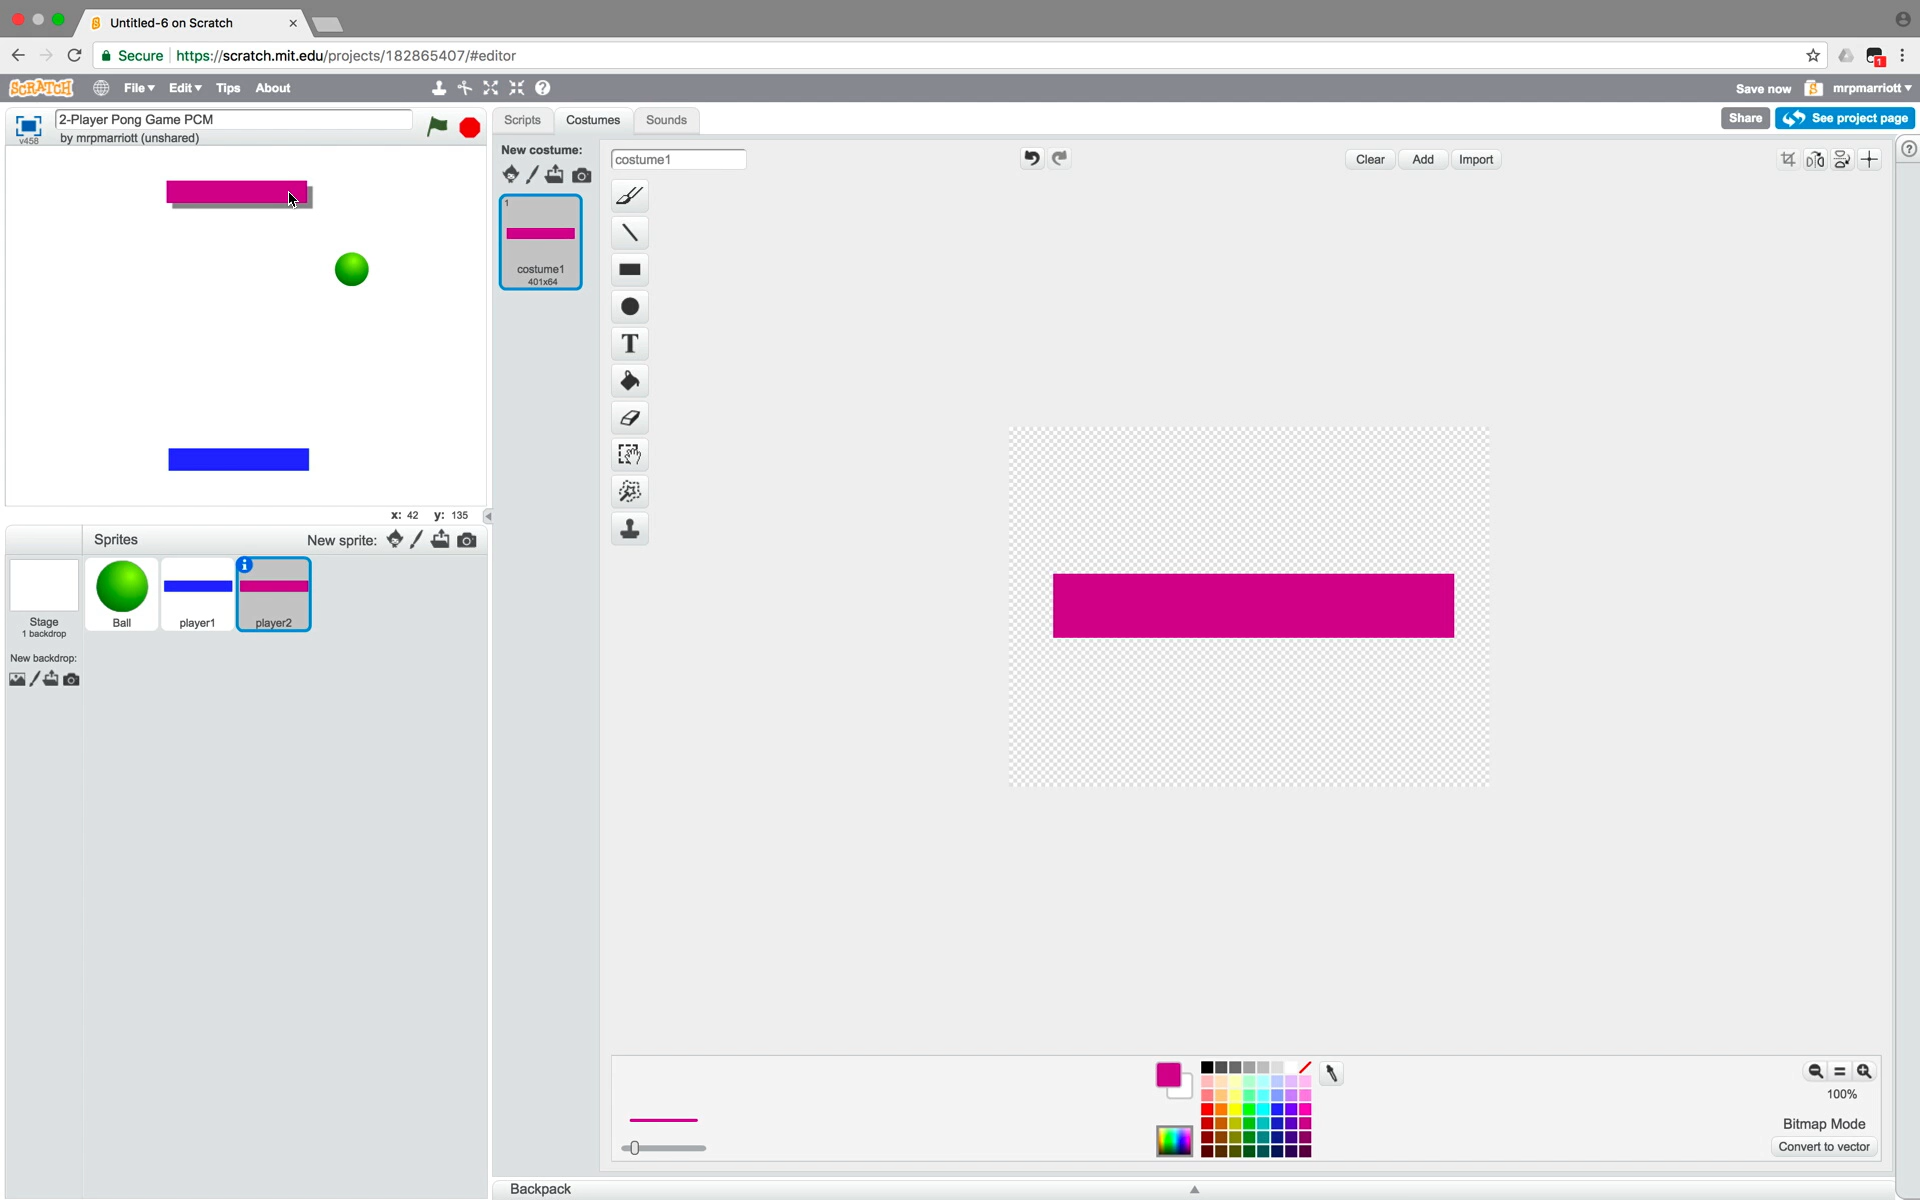 Untitled-6 on Scratch
Secure https://scratch.mit.edu/projects/182865407/#editor
1
SCRATCH File Edit Tips About Save now S mrpmarriott
2-Player Pong Game PCM
by mrpmarriott (unshared)
v458
Scripts Costumes Sounds
Share See project page
New costume:
costume1
Clear Add Import
1
costume1
401x64
T
x: 42 y: 135
Sprites New sprite:
Stage
1 backdrop
New backdrop:
Ball
player1
player2
100%
Bitmap Mode
Convert to vector
Backpack